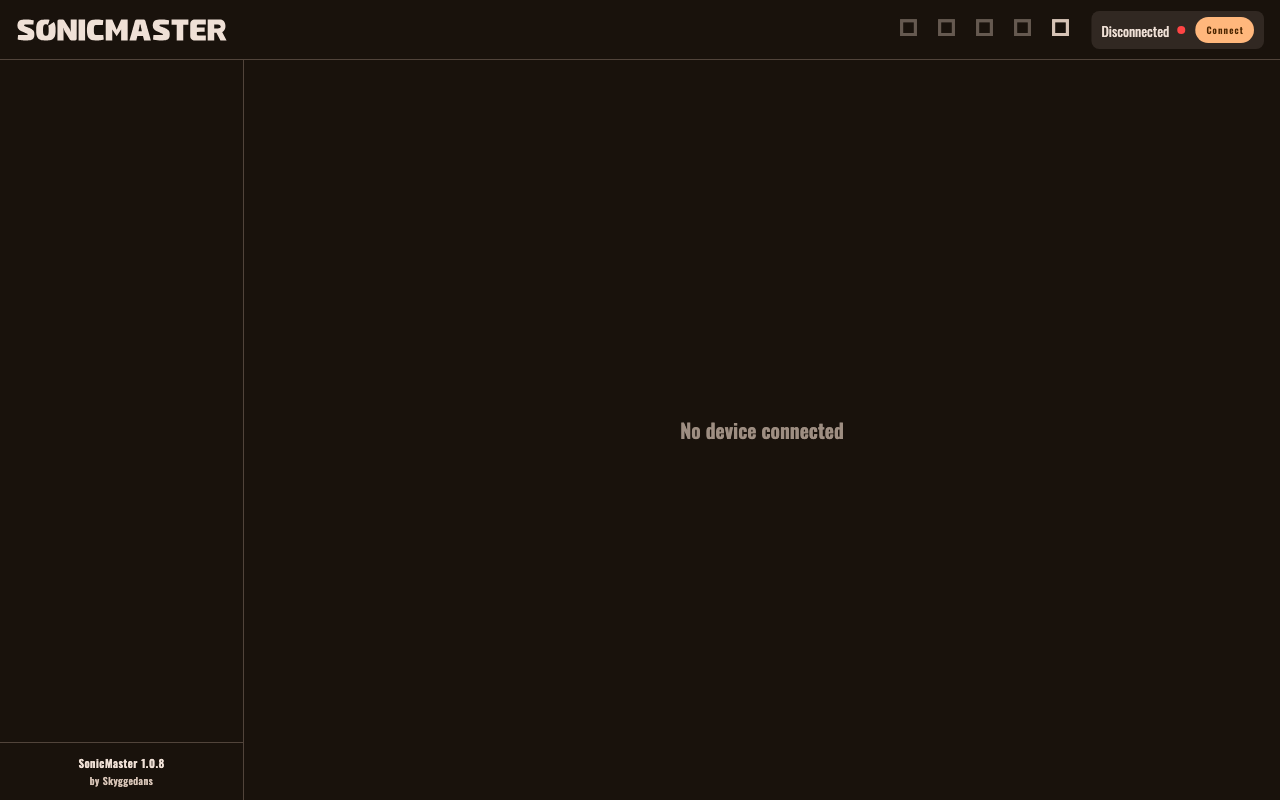 SONICMASTER
Disconnected
Connect
No device connected
SonicMaster 1.0.8
by Skyggedans